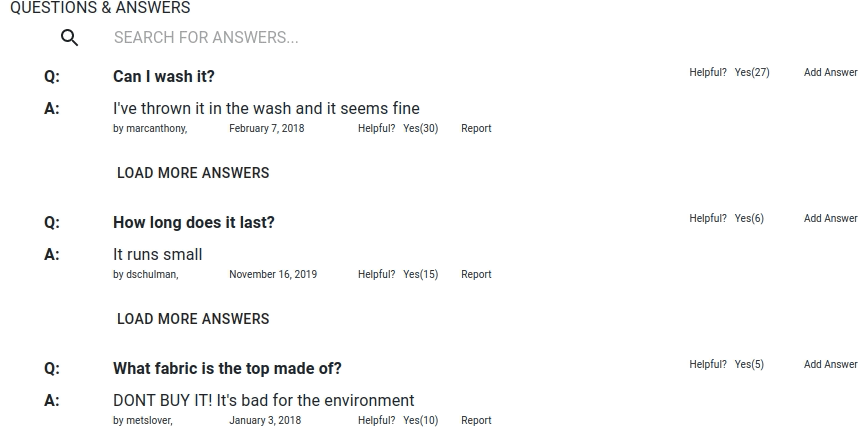 QUESTIONS & ANSWERS
SEARCH FOR ANSWERS...
Q: Can I wash it? Helpful? Yes(27) Add Answer
A: I've thrown it in the wash and it seems fine
by marcanthony, February 7, 2018 Helpful? Yes(30) Report
LOAD MORE ANSWERS
Q: How long does it last? Helpful? Yes(6) Add Answer
A: It runs small
by dschulman, November 16, 2019 Helpful? Yes(15) Report
LOAD MORE ANSWERS
Q: What fabric is the top made of? Helpful? Yes(5) Add Answer
A: DONT BUY IT! It's bad for the environment
by metslover, January 3, 2018 Helpful? Yes(10) Report